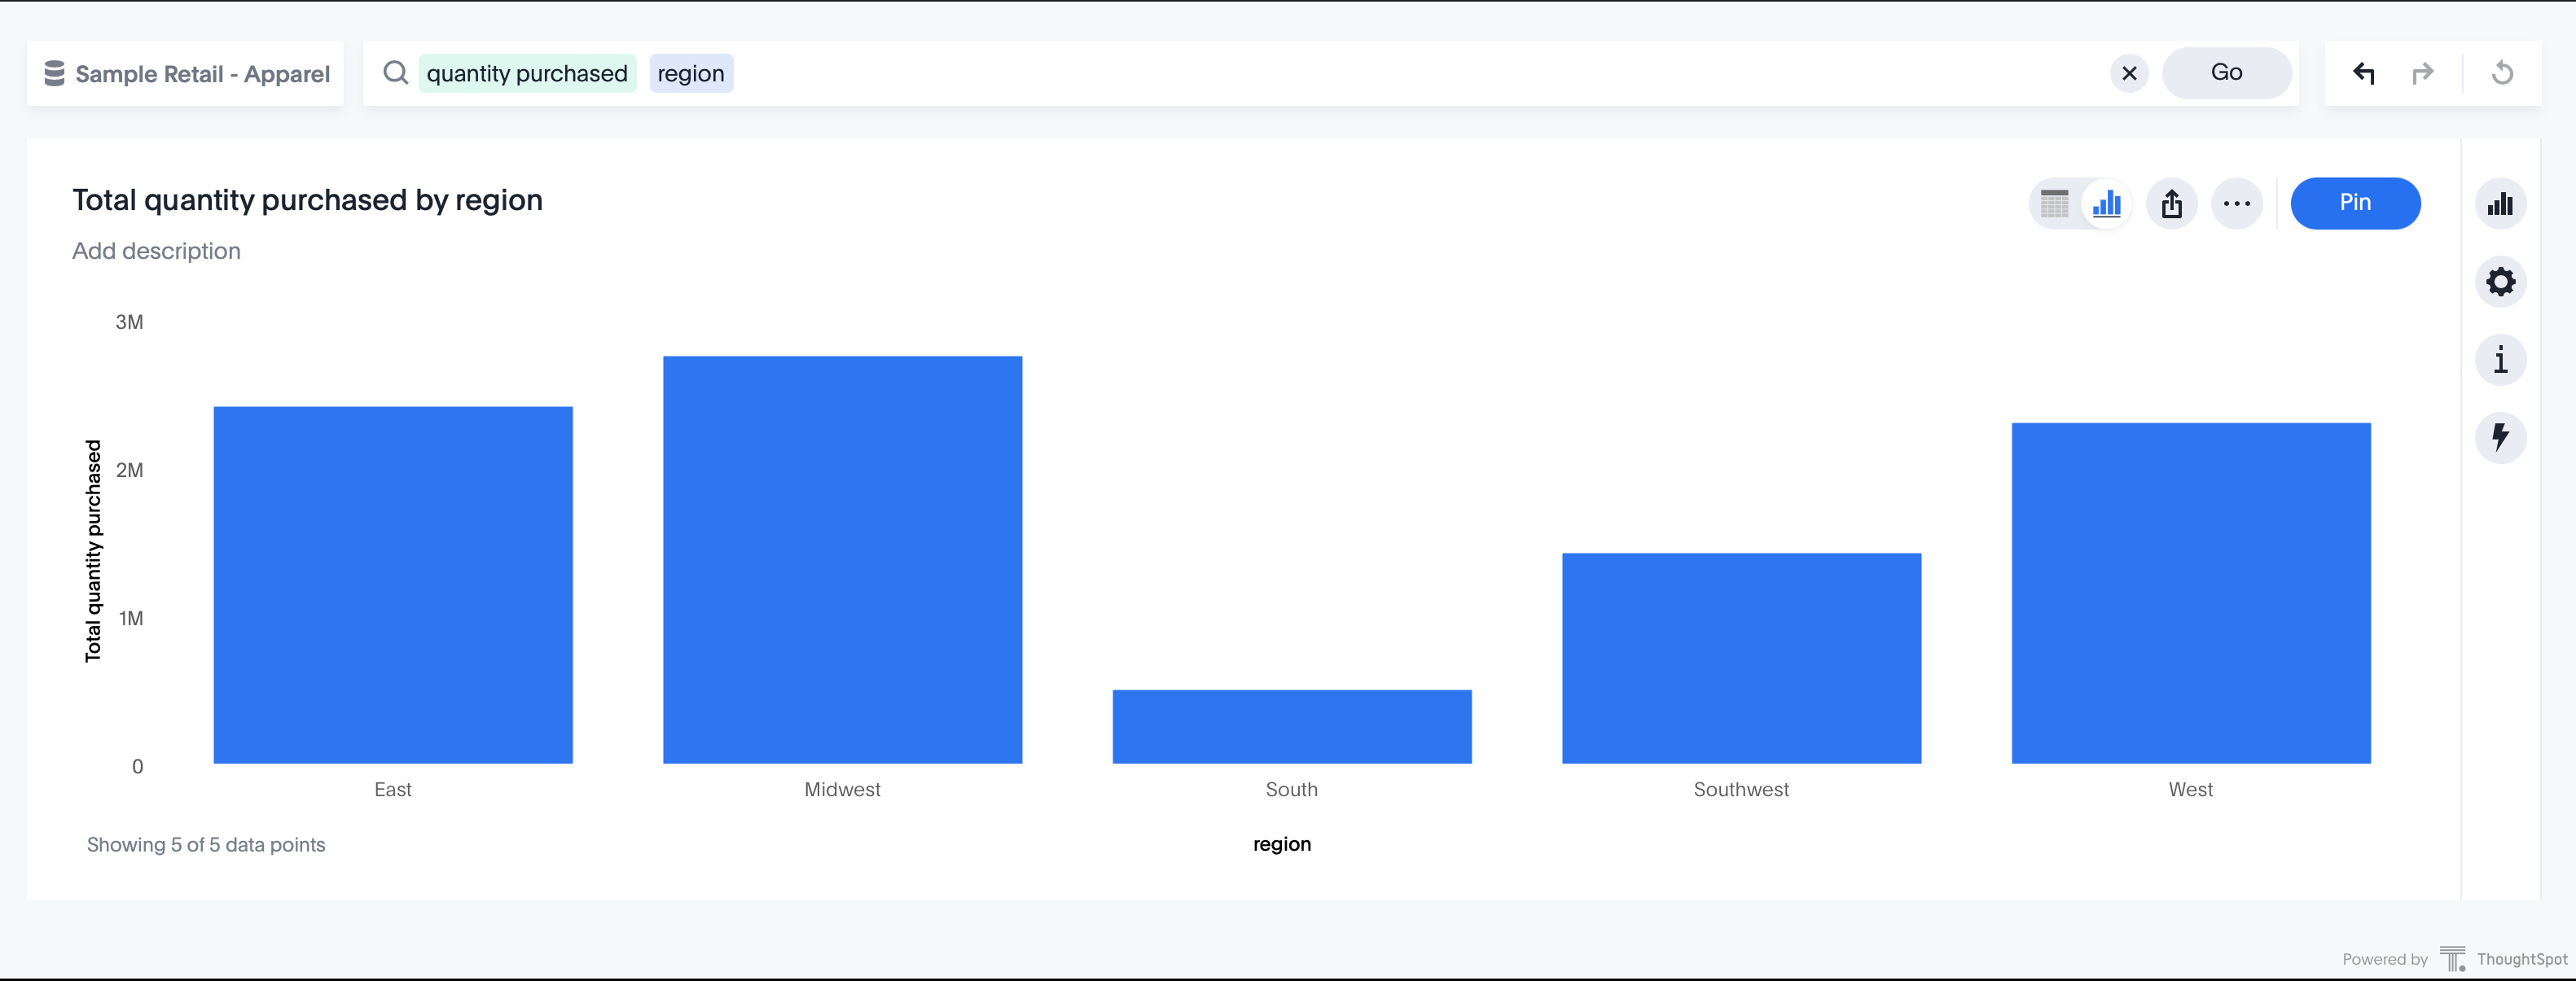 Sample Retail - Apparel
quantity purchased region
Go
Total quantity purchased by region
Add description
Pin
3M
2M
1M
0
Total quantity purchased
East Midwest South Southwest West
region
Showing 5 of 5 data points
Powered by ThoughtSpot